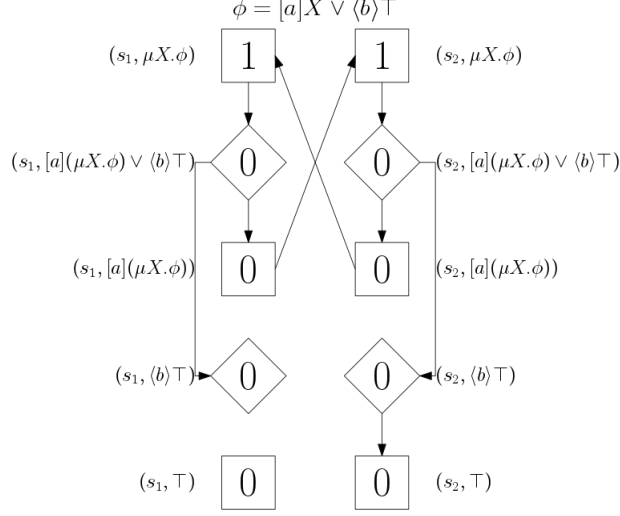 ϕ = [a]X ∨ ⟨b⟩⊤
(s₁, μX.ϕ) 1 1 (s₂, μX.ϕ)
(s₁, [a](μX.ϕ) ∨ ⟨b⟩⊤) 0 0 (s₂, [a](μX.ϕ) ∨ ⟨b⟩⊤)
(s₁, [a](μX.ϕ)) 0 0 (s₂, [a](μX.ϕ))
(s₁, ⟨b⟩⊤) 0 0 (s₂, ⟨b⟩⊤)
(s₁, ⊤) 0 0 (s₂, ⊤)